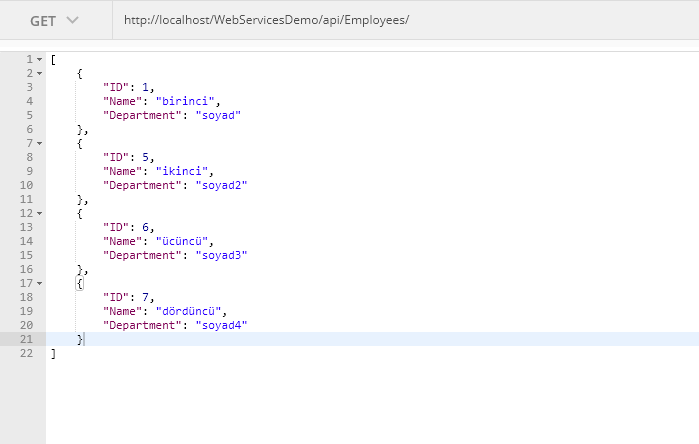 GET http://localhost/WebServicesDemo/api/Employees/
1 [
2 {
3 "ID": 1,
4 "Name": "birinci",
5 "Department": "soyad"
6 },
7 {
8 "ID": 5,
9 "Name": "ikinci",
10 "Department": "soyad2"
11 },
12 {
13 "ID": 6,
14 "Name": "ücüncü",
15 "Department": "soyad3"
16 },
17 {
18 "ID": 7,
19 "Name": "dördüncü",
20 "Department": "soyad4"
21 }
22 ]